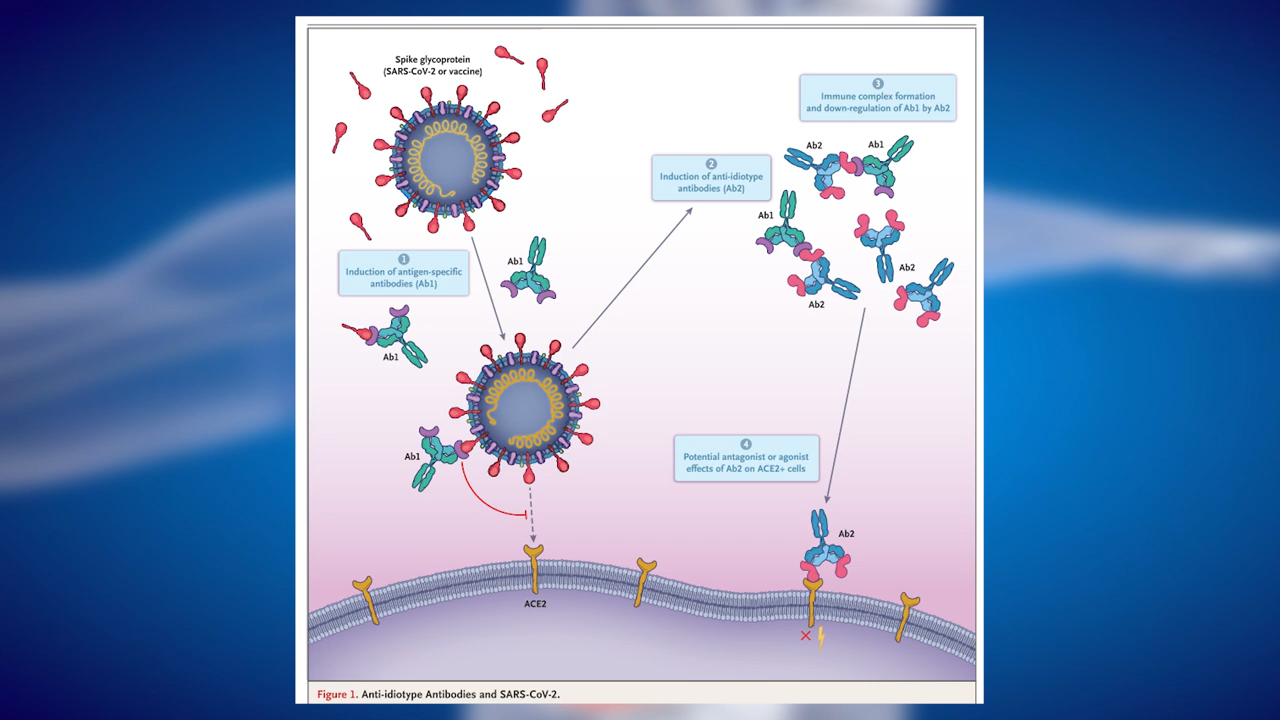 Spike glycoprotein
(SARS-CoV-2 or vaccine)
3
Immune complex formation
and down-regulation of Ab1 by Ab2
Ab2
Ab1
2
Induction of anti-idiotype
antibodies (Ab2)
Ab1
Ab2
Ab2
1
Induction of antigen-specific
antibodies (Ab1)
Ab1
Ab1
Ab1
4
Potential antagonist or agonist
effects of Ab2 on ACE2+ cells
Ab2
ACE2
Figure 1. Anti-idiotype Antibodies and SARS-CoV-2.